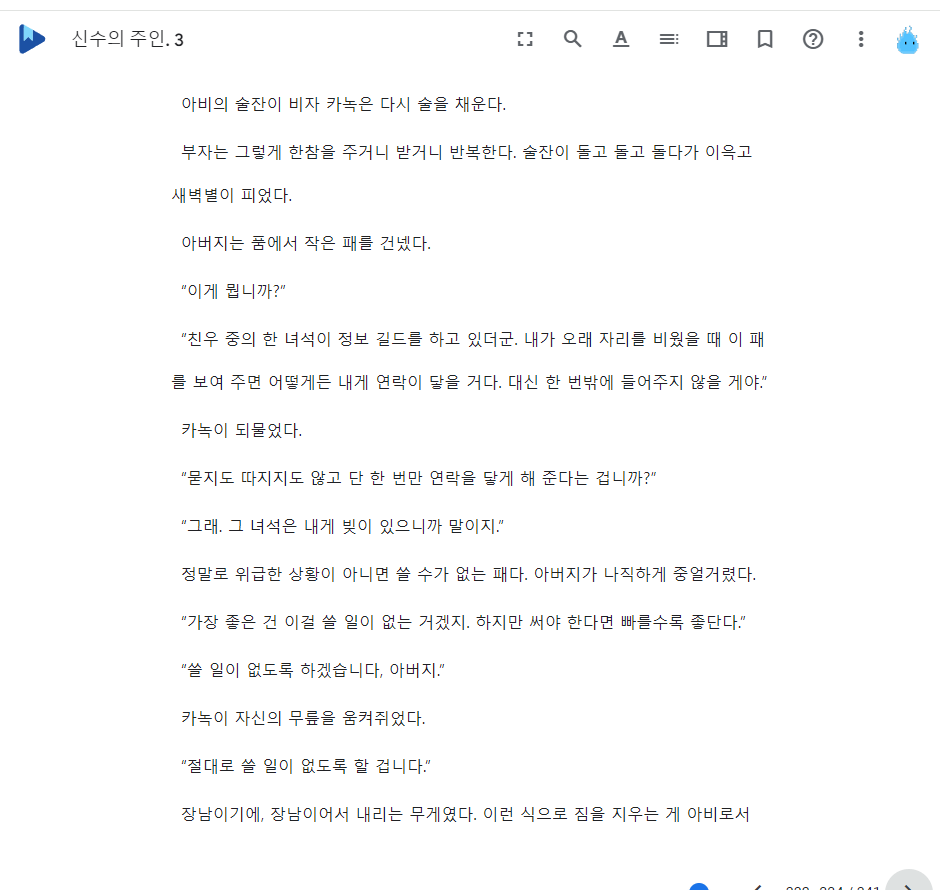 신수의 주인. 3
아비의 술잔이 비자 카녹은 다시 술을 채운다.
부자는 그렇게 한참을 주거니 받거니 반복한다. 술잔이 돌고 돌고 돌다가 이윽고
새벽별이 피었다.
아버지는 품에서 작은 패를 건넸다.
“이게 뭡니까?”
“친우 중의 한 녀석이 정보 길드를 하고 있더군. 내가 오래 자리를 비웠을 때 이 패
를 보여 주면 어떻게든 내게 연락이 닿을 거다. 대신 한 번밖에 들어주지 않을 게야.”
카녹이 되물었다.
“묻지도 따지지도 않고 단 한 번만 연락을 닿게 해 준다는 겁니까?”
“그래. 그 녀석은 내게 빚이 있으니까 말이지.”
정말로 위급한 상황이 아니면 쓸 수가 없는 패다. 아버지가 나직하게 중얼거렸다.
“가장 좋은 건 이걸 쓸 일이 없는 거겠지. 하지만 써야 한다면 빠를수록 좋단다.”
“쓸 일이 없도록 하겠습니다, 아버지.”
카녹이 자신의 무릎을 움켜쥐었다.
“절대로 쓸 일이 없도록 할 겁니다.”
장남이기에, 장남이어서 내리는 무게였다. 이런 식으로 짐을 지우는 게 아비로서